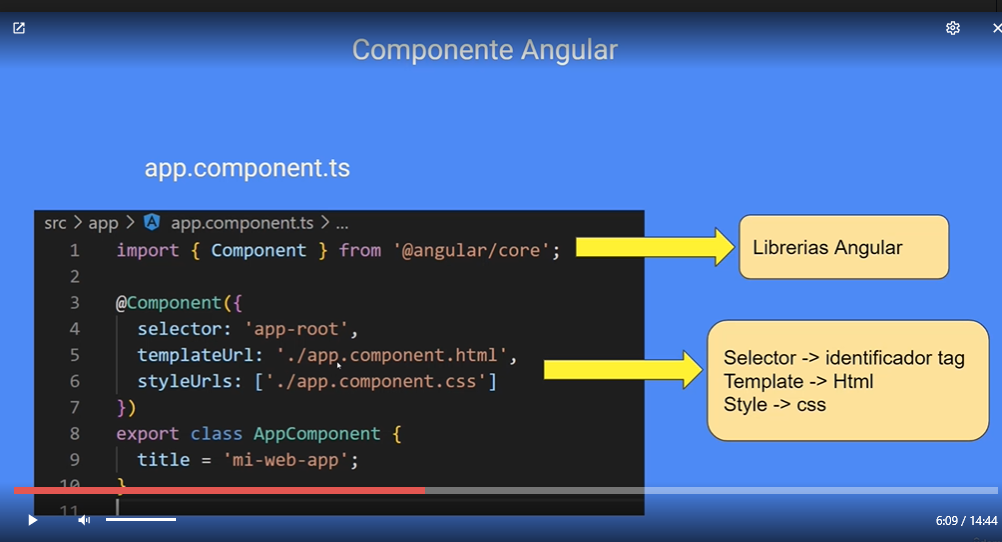 Componente Angular
app.component.ts
src > app > app.component.ts > ...
1 import { Component } from '@angular/core';
2
3 @Component({
4 selector: 'app-root',
5 templateUrl: './app.component.html',
6 styleUrls: ['./app.component.css']
7 })
8 export class AppComponent {
9 title = 'mi-web-app';
10 }
11
Librerias Angular
Selector -> identificador tag
Template -> Html
Style -> css
6:09 / 14:44